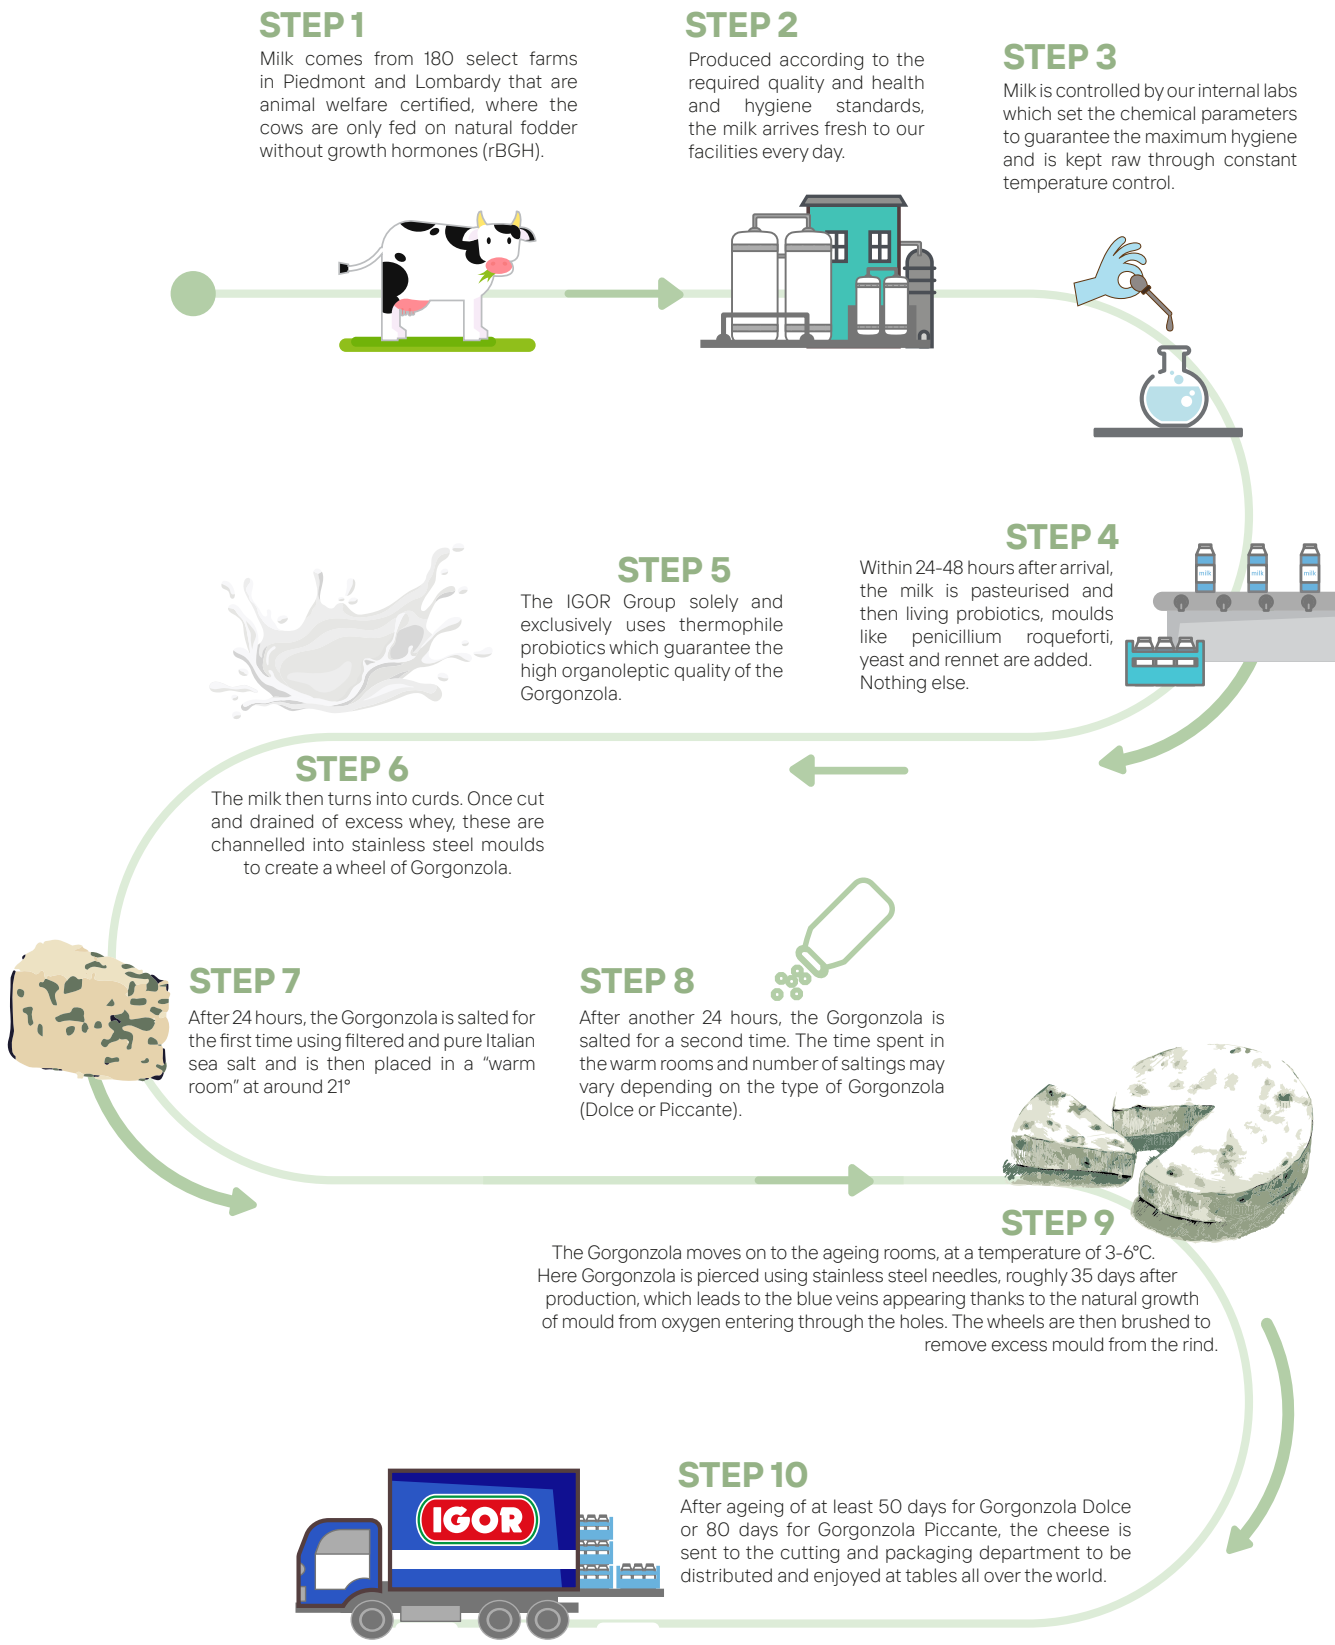 STEP 1
Milk comes from 180 select farms
in Piedmont and Lombardy that are
animal welfare certified, where the
cows are only fed on natural fodder
without growth hormones (rBGH).
STEP 2
Produced according to the
required quality and health
and hygiene standards,
the milk arrives fresh to our
facilities every day.
STEP 3
Milk is controlled by our internal labs
which set the chemical parameters
to guarantee the maximum hygiene
and is kept raw through constant
temperature control.
STEP 4
Within 24-48 hours after arrival,
the milk is pasteurised and
then living probiotics, moulds
like penicillium roqueforti,
yeast and rennet are added.
Nothing else.
milk
milk
milk
STEP 5
The IGOR Group solely and
exclusively uses thermophile
probiotics which guarantee the
high organoleptic quality of the
Gorgonzola.
STEP 6
The milk then turns into curds. Once cut
and drained of excess whey, these are
channelled into stainless steel moulds
to create a wheel of Gorgonzola.
STEP 7
After 24 hours, the Gorgonzola is salted for
the first time using filtered and pure Italian
sea salt and is then placed in a “warm
room” at around 21°
STEP 8
After another 24 hours, the Gorgonzola is
salted for a second time. The time spent in
the warm rooms and number of saltings may
vary depending on the type of Gorgonzola
(Dolce or Piccante).
STEP 9
The Gorgonzola moves on to the ageing rooms, at a temperature of 3-6°C.
Here Gorgonzola is pierced using stainless steel needles, roughly 35 days after
production, which leads to the blue veins appearing thanks to the natural growth
of mould from oxygen entering through the holes. The wheels are then brushed to
remove excess mould from the rind.
STEP 10
After ageing of at least 50 days for Gorgonzola Dolce
or 80 days for Gorgonzola Piccante, the cheese is
sent to the cutting and packaging department to be
distributed and enjoyed at tables all over the world.
IGOR